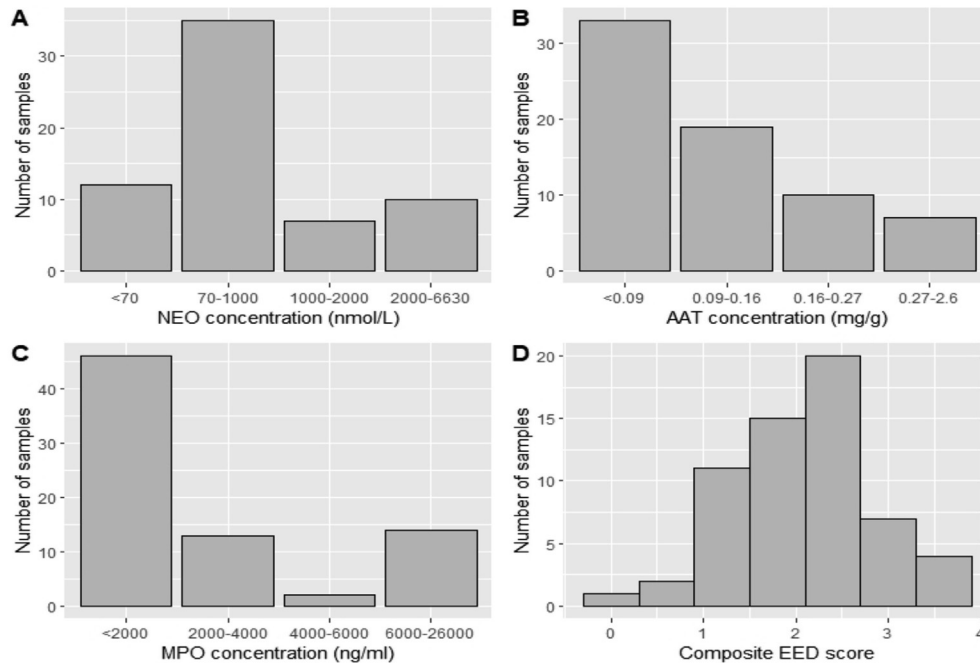 A
Number of samples
30
20
10
0
<70 70-1000 1000-2000 2000-6630
NEO concentration (nmol/L)
B
Number of samples
30
20
10
0
<0.09 0.09-0.16 0.16-0.27 0.27-2.6
AAT concentration (mg/g)
C
Number of samples
40
30
20
10
0
<2000 2000-4000 4000-6000 6000-26000
MPO concentration (ng/ml)
D
Number of samples
20
15
10
5
0
0 1 2 3 4
Composite EED score